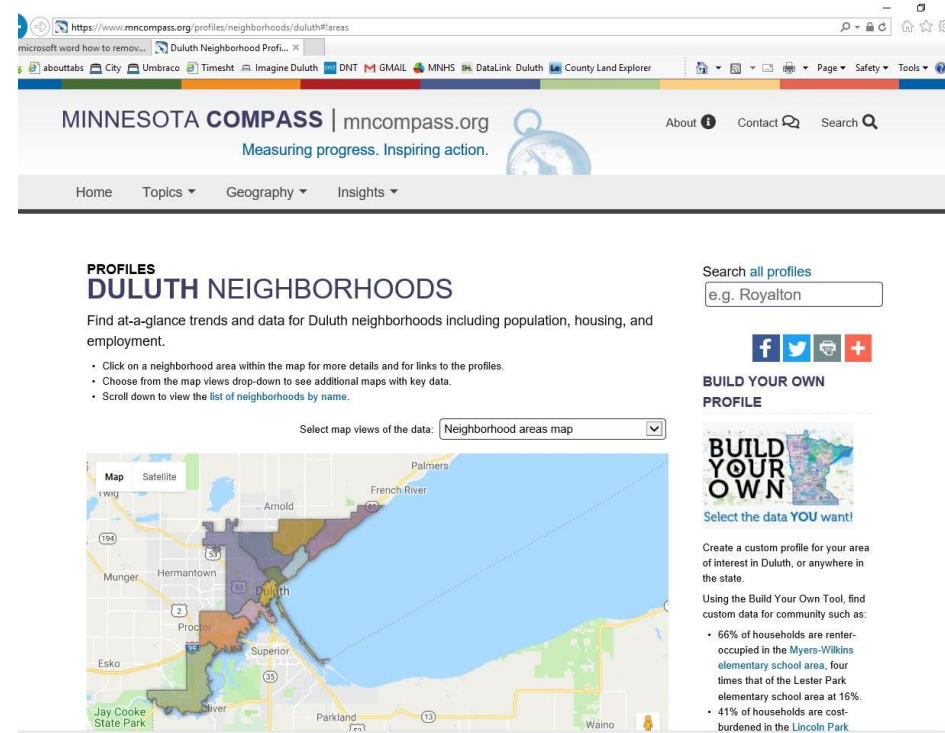 https://www.mncompass.org/profiles/neighborhoods/duluth#!areas
microsoft word how to remov...
Duluth Neighborhood Profi...
abouttabs
City
Umbraco
Timesht
Imagine Duluth
DNT
GMAIL
MNHS
DataLink Duluth
County Land Explorer
Page
Safety
Tools
MINNESOTA COMPASS | mncompass.org
Measuring progress. Inspiring action.
About
Contact
Search
Home
Topics
Geography
Insights
PROFILES
DULUTH NEIGHBORHOODS
Find at-a-glance trends and data for Duluth neighborhoods including population, housing, and
employment.
• Click on a neighborhood area within the map for more details and for links to the profiles.
• Choose from the map views drop-down to see additional maps with key data.
• Scroll down to view the list of neighborhoods by name.
Select map views of the data: Neighborhood areas map
Map
Satellite
Palmers
French River
61
Arnold
194
53
Hermantown
Munger
53
Duluth
2
Proctor
35
Superior
Esko
35
Oliver
Jay Cooke
State Park
Parkland
13
Waino
Search all profiles
e.g. Royalton
BUILD YOUR OWN
PROFILE
BUILD
YOUR
OWN
Select the data YOU want!
Create a custom profile for your area
of interest in Duluth, or anywhere in
the state.
Using the Build Your Own Tool, find
custom data for community such as:
• 66% of households are renter-
occupied in the Myers-Wilkins
elementary school area, four
times that of the Lester Park
elementary school area at 16%.
• 41% of households are cost-
burdened in the Lincoln Park